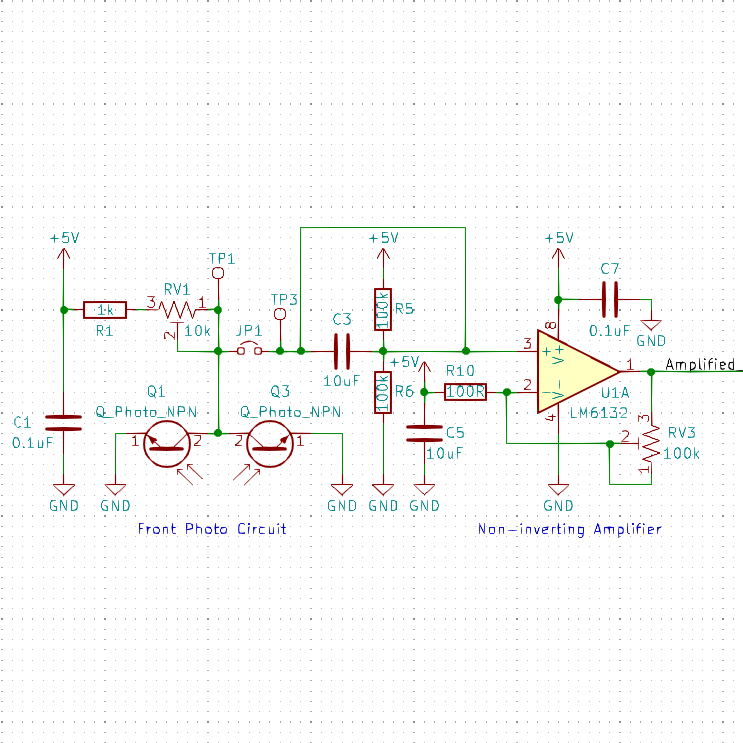 +5V
+5V
+5V
TP1
C7
RV1
TP3
3
1
1k
R1
2
10k
100k
R5
0.1uF
GND
JP1
C3
8
3
+
V+
1
Amplified
10uF
+5V
R10
100R
2
-
V-
U1A
LM6132
4
100k
R6
Q1
Q_Photo_NPN
Q3
Q_Photo_NPN
C1
0.1uF
1
2
2
1
C5
10uF
3
2
RV3
100k
1
GND
GND
GND
GND
GND
GND
Front Photo Circuit
Non-inverting Amplifier